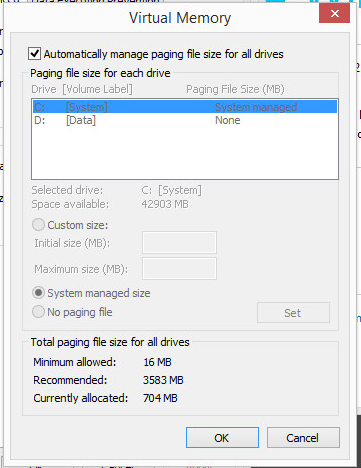 Data Execution Prevention
Virtual Memory
Automatically manage paging file size for all drives
Paging file size for each drive
Drive [Volume Label] Paging File Size (MB)
C: [System] System managed
D: [Data] None
Selected drive: C: [System]
Space available: 42903 MB
Custom size:
Initial size (MB):
Maximum size (MB):
System managed size
No paging file
Set
Total paging file size for all drives
Minimum allowed: 16 MB
Recommended: 3583 MB
Currently allocated: 704 MB
OK
Cancel